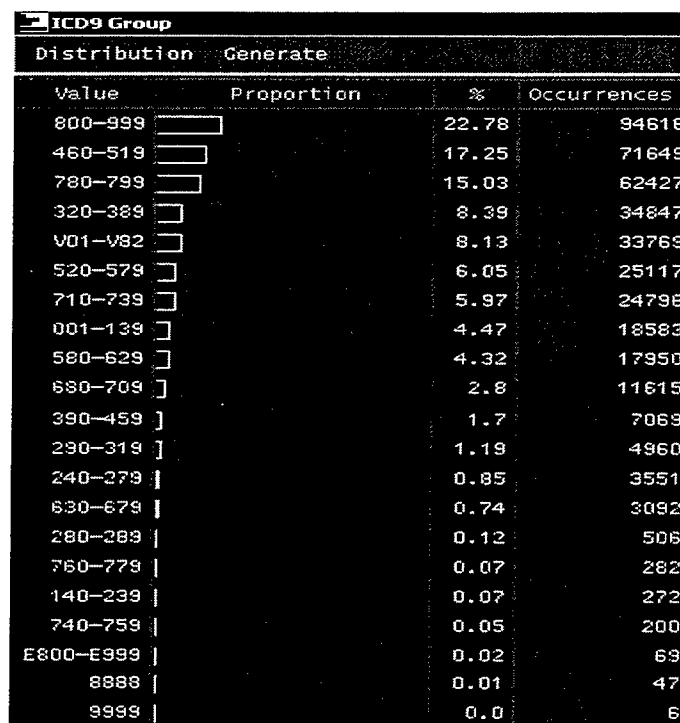 ICD9 Group
Distribution Generate
Value Proportion % Occurrences
800-999 22.78 94616
460-519 17.25 71649
780-799 15.03 62427
320-389 8.39 34847
V01-V82 8.13 33769
520-579 6.05 25117
710-739 5.97 24796
001-139 4.47 18583
580-629 4.32 17950
680-709 2.8 11615
390-459 1.7 7069
290-319 1.19 4960
240-279 0.85 3551
630-679 0.74 3092
280-289 0.12 506
760-779 0.07 282
140-239 0.07 272
740-759 0.05 200
E800-E999 0.02 69
8888 0.01 47
9999 0.0 6